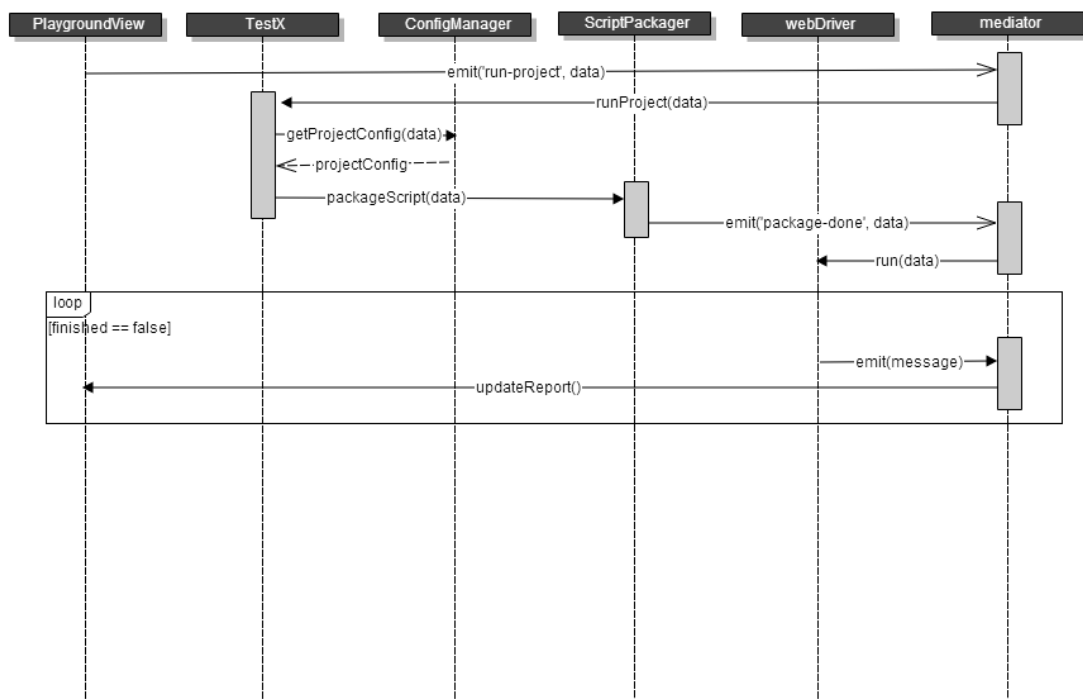 PlaygroundView
TestX
ConfigManager
ScriptPackager
webDriver
mediator
emit('run-project', data)
runProject(data)
getProjectConfig(data)
projectConfig
packageScript(data)
emit('package-done', data)
run(data)
loop
[finished == false]
emit(message)
updateReport()